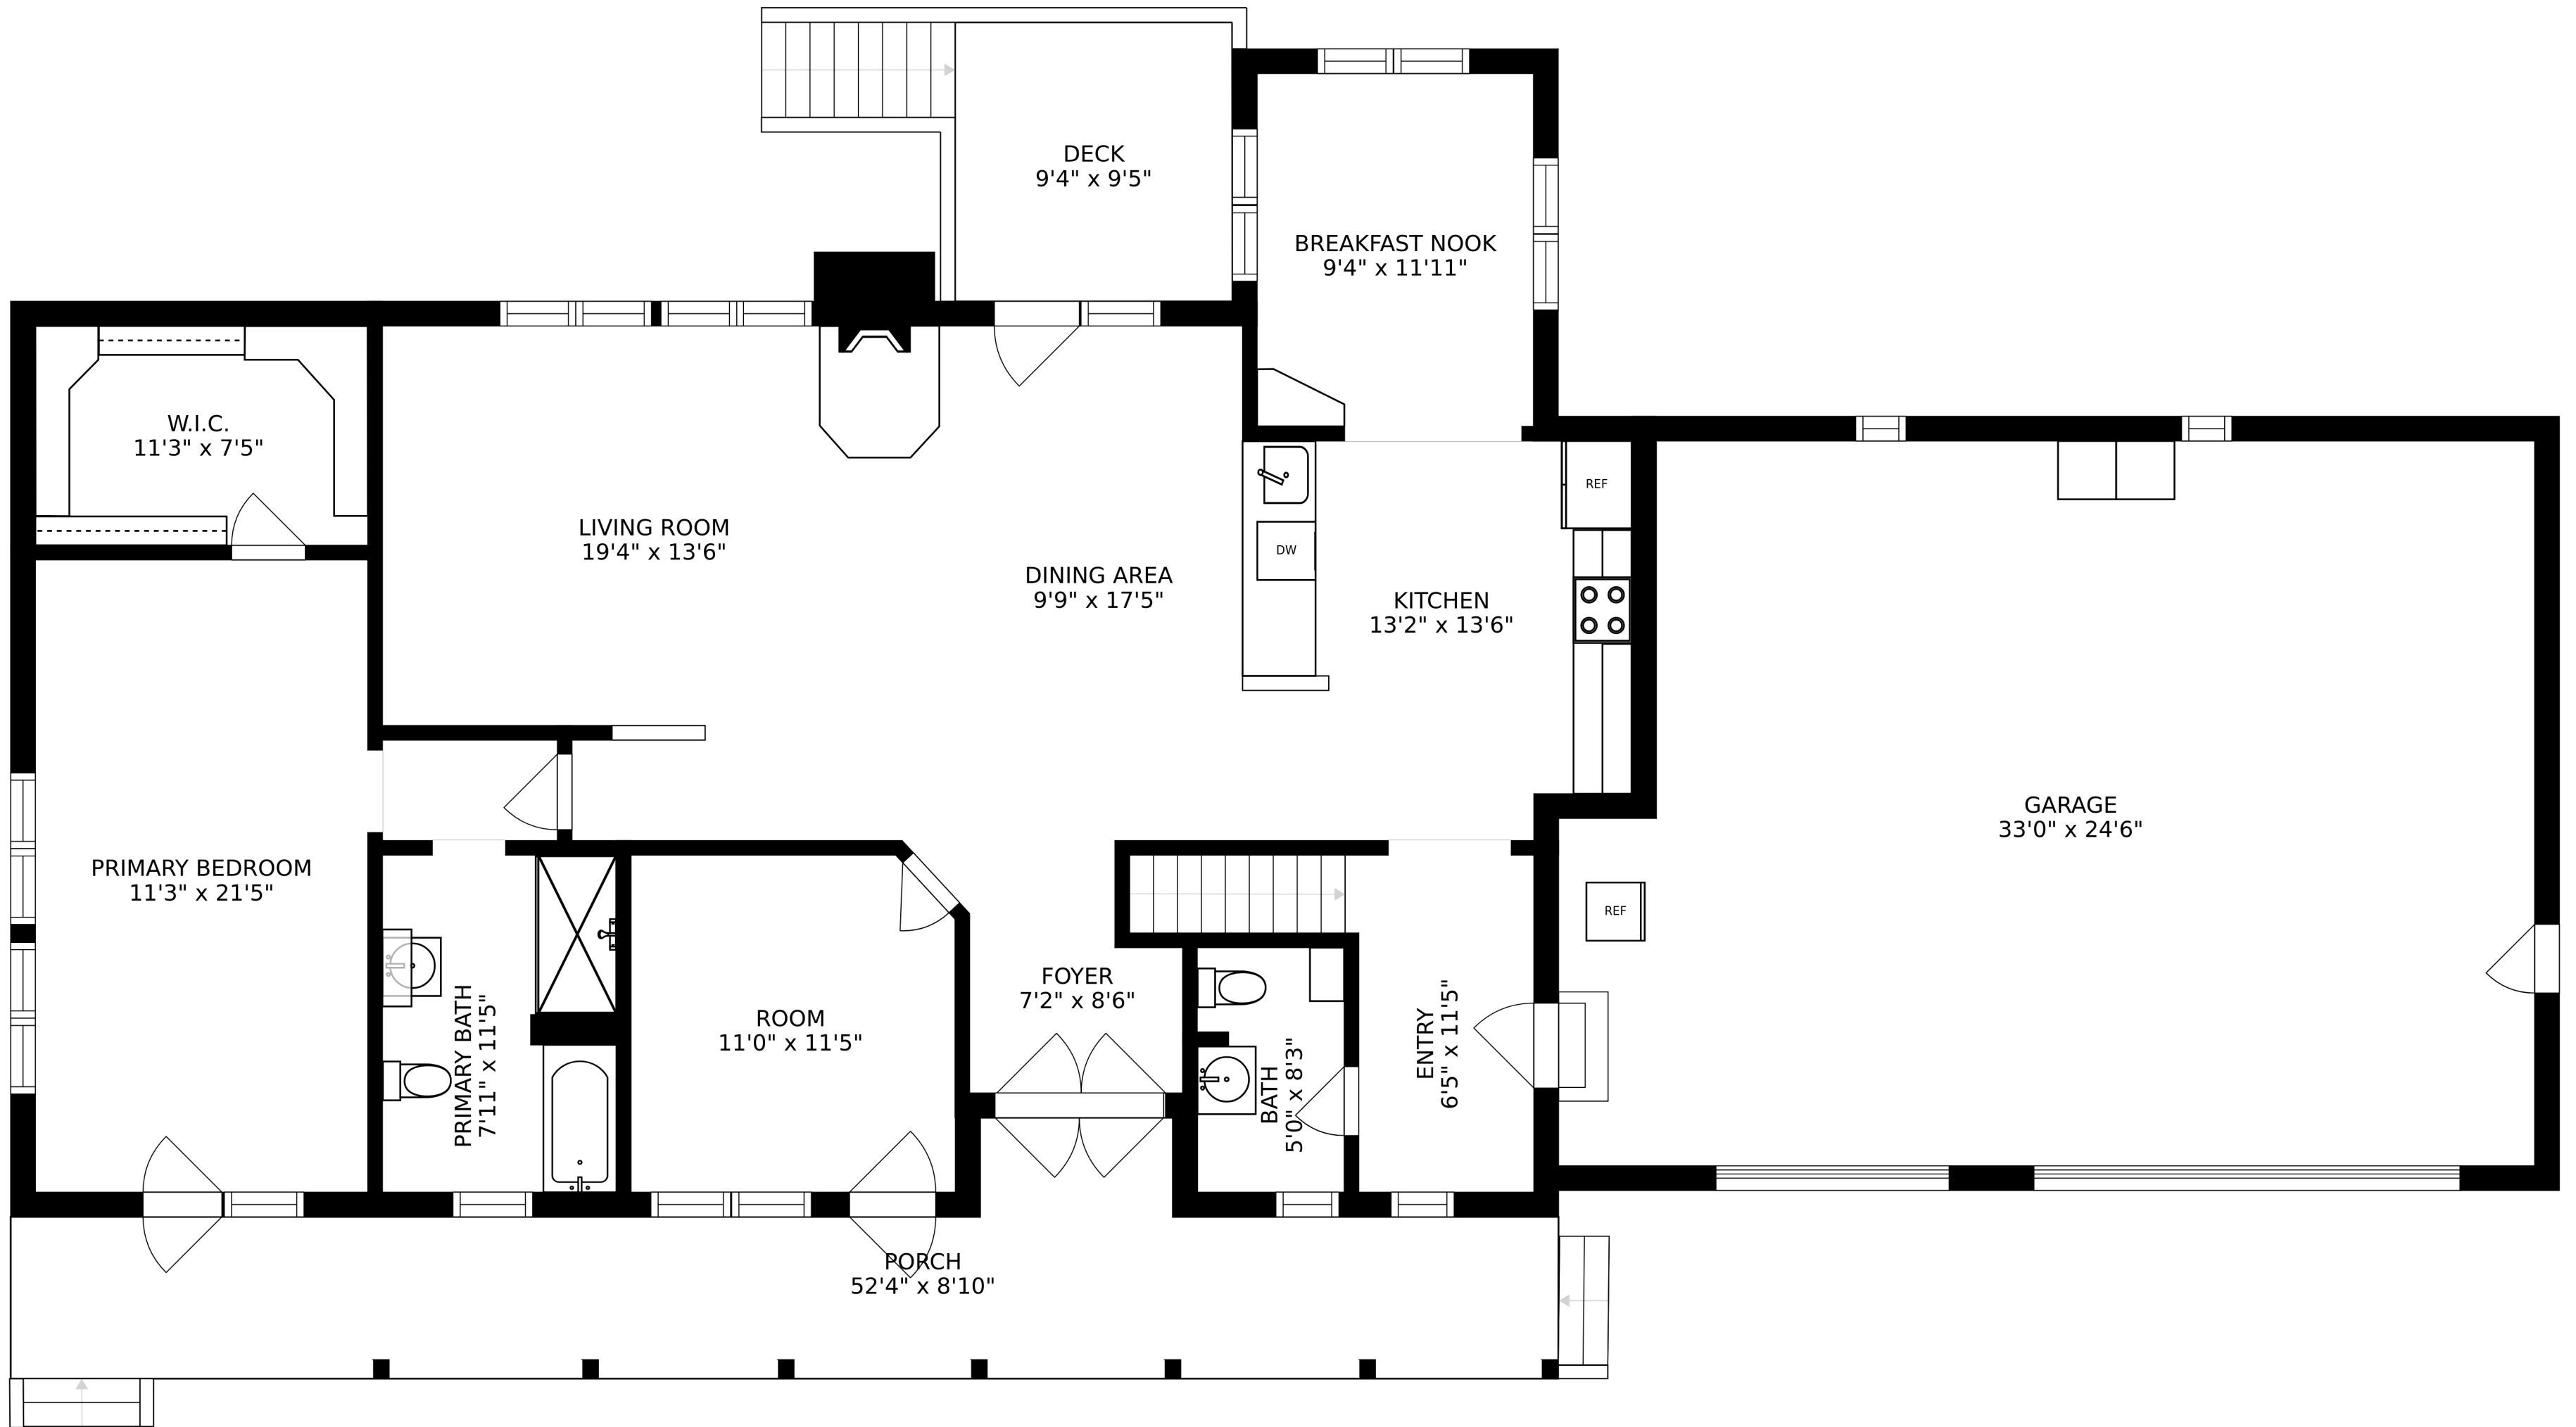 DECK
9'4" x 9'5"
BREAKFAST NOOK
9'4" x 11'11"
W.I.C.
11'3" x 7'5"
LIVING ROOM
19'4" x 13'6"
DINING AREA
9'9" x 17'5"
DW
KITCHEN
13'2" x 13'6"
REF
GARAGE
33'0" x 24'6"
REF
PRIMARY BEDROOM
11'3" x 21'5"
PRIMARY BATH
7'11" x 11'5"
ROOM
11'0" x 11'5"
FOYER
7'2" x 8'6"
BATH
5'0" x 8'3"
ENTRY
6'5" x 11'5"
PORCH
52'4" x 8'10"